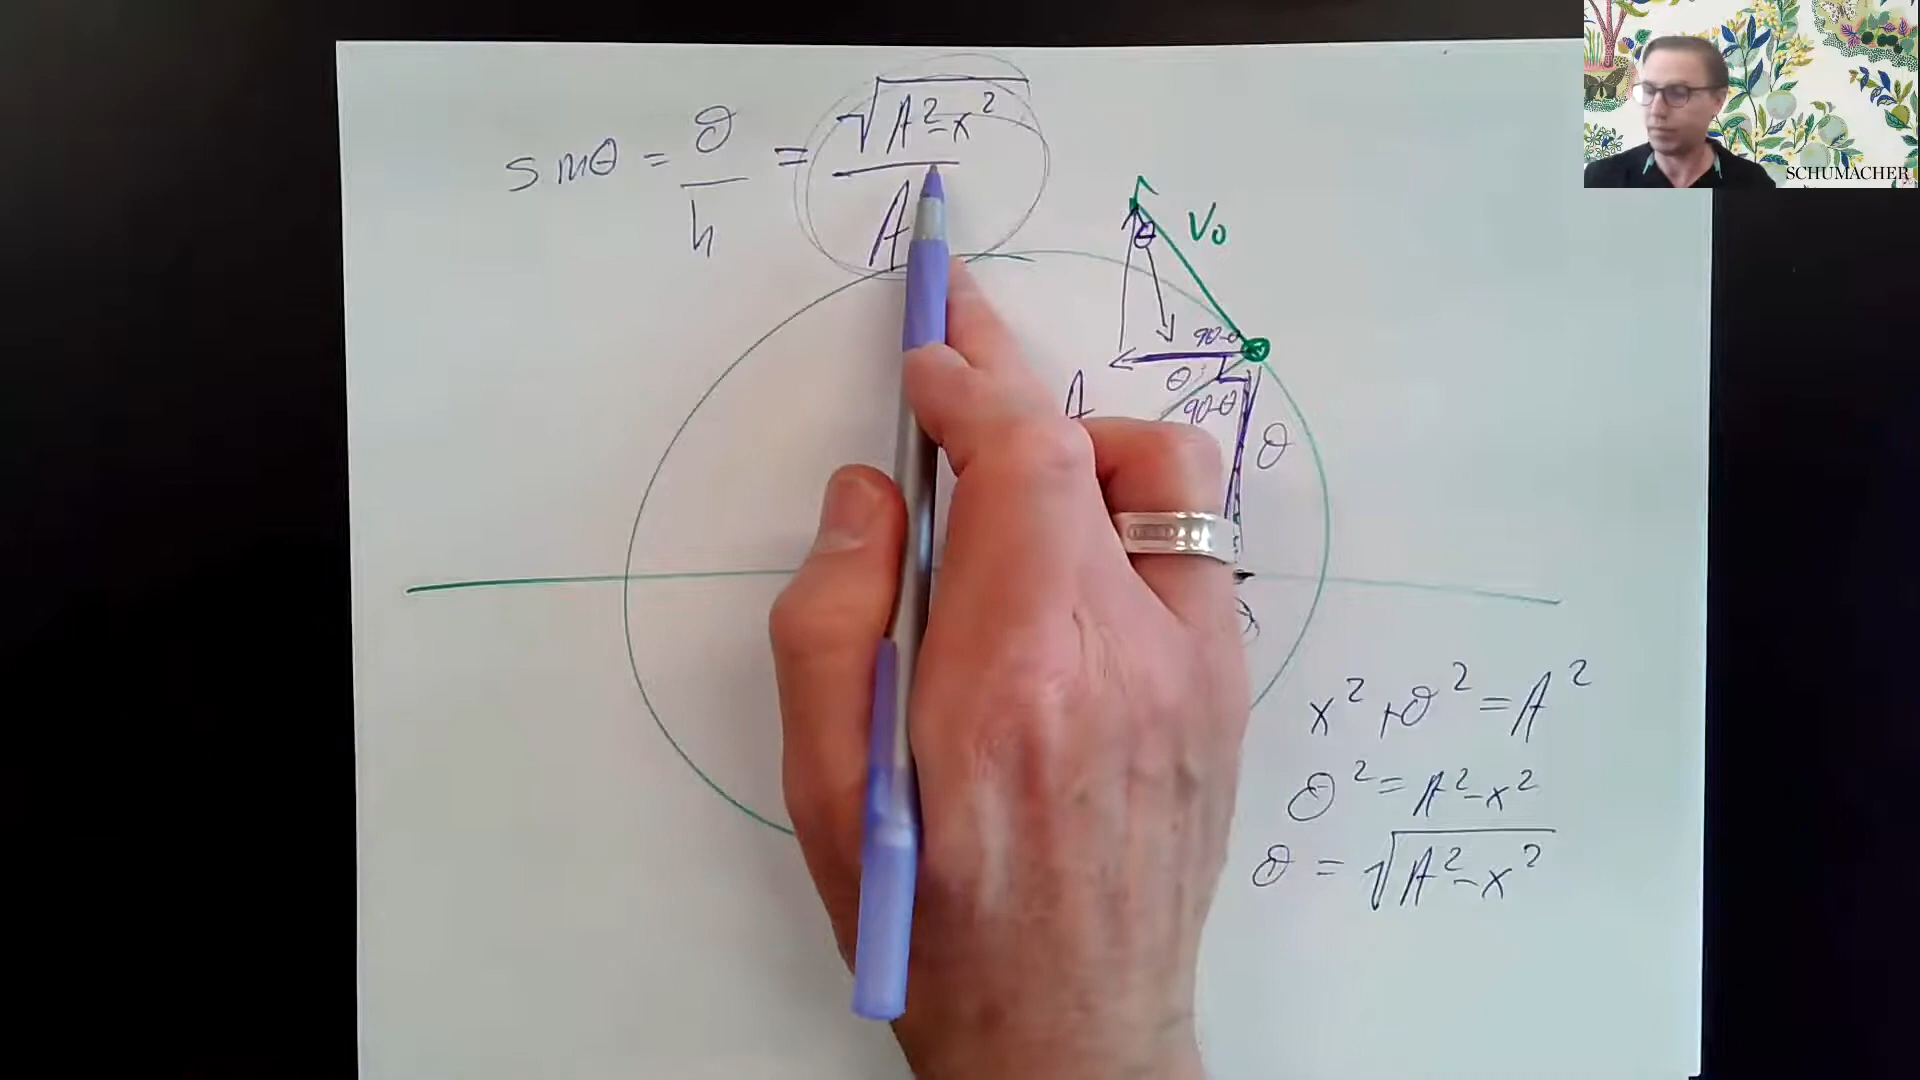 sinθ = O/h = √(A²-x²)/A
V₀
θ
90-θ
θ
90-θ
A
O
x
x² + O² = A²
O² = A²-x²
O = √(A²-x²)
SCHUMACHER